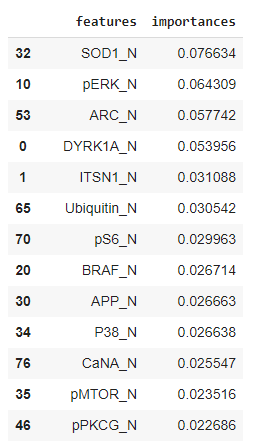 features importances
32 SOD1_N 0.076634
10 pERK_N 0.064309
53 ARC_N 0.057742
0 DYRK1A_N 0.053956
1 ITSN1_N 0.031088
65 Ubiquitin_N 0.030542
70 pS6_N 0.029963
20 BRAF_N 0.026714
30 APP_N 0.026663
34 P38_N 0.026638
76 CaNA_N 0.025547
35 pMTOR_N 0.023516
46 pPKCG_N 0.022686